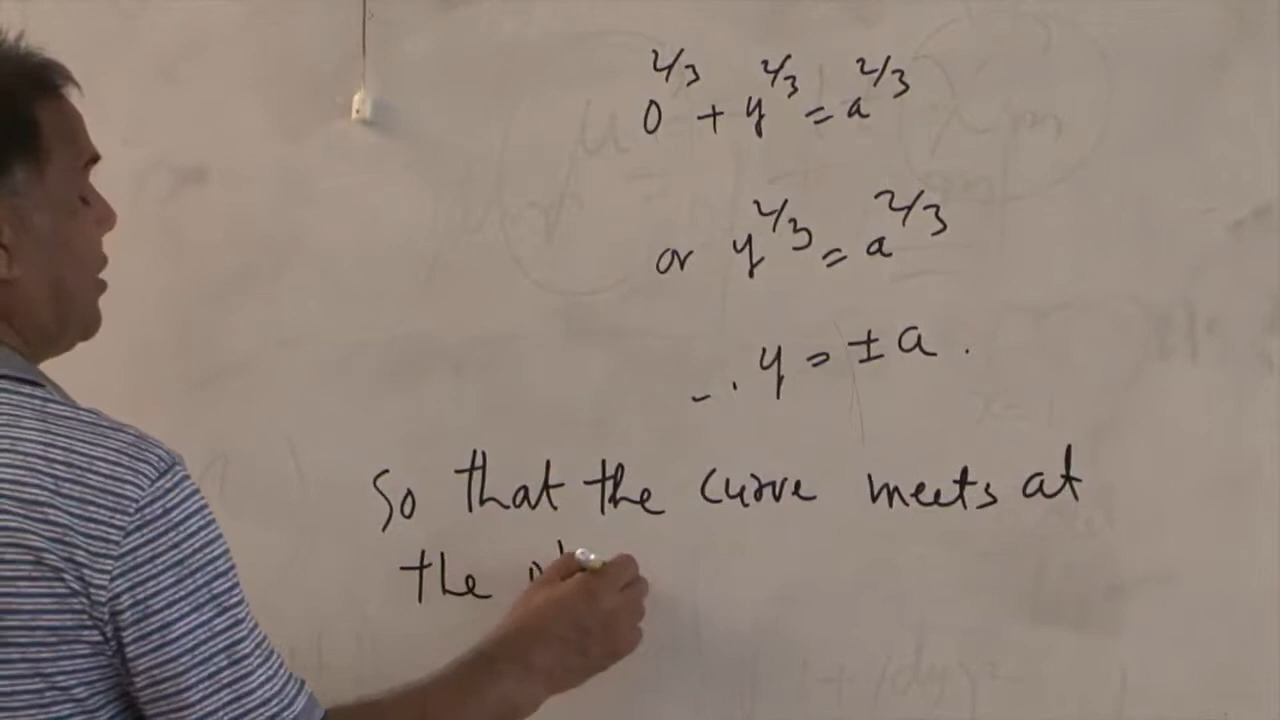 0^{2/3} + y^{2/3} = a^{2/3}
or y^{2/3} = a^{2/3}
∴ y = ± a .
So that the curve meets at
the